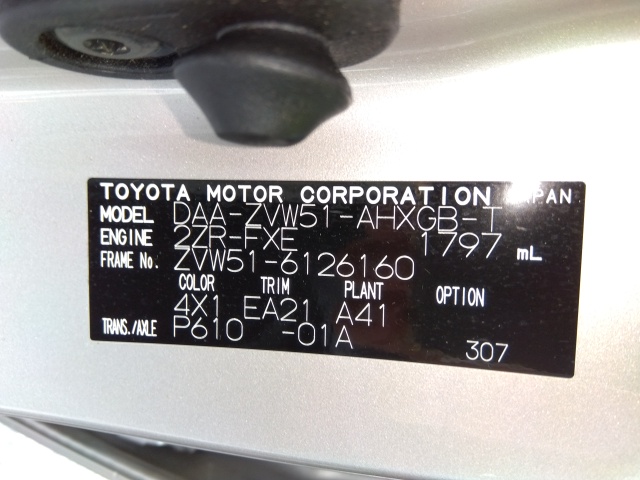 TOYOTA MOTOR CORPORATION JAPAN
MODEL DAA-ZVW51-AHXGB-T
ENGINE 2ZR-FXE 1797 mL
FRAME No. ZVW51-6126160
COLOR TRIM PLANT OPTION
4X1 EA21 A41
TRANS./AXLE P610 -01A
307